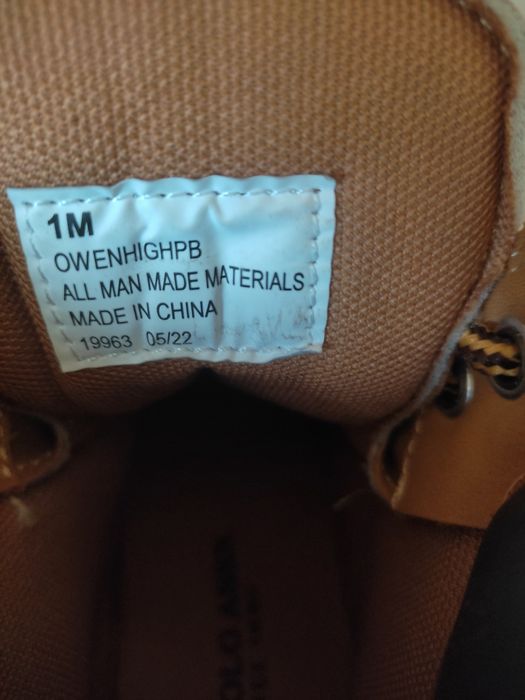 1M
OWENHIGHPB
ALL MAN MADE MATERIALS
MADE IN CHINA
19963 05/22